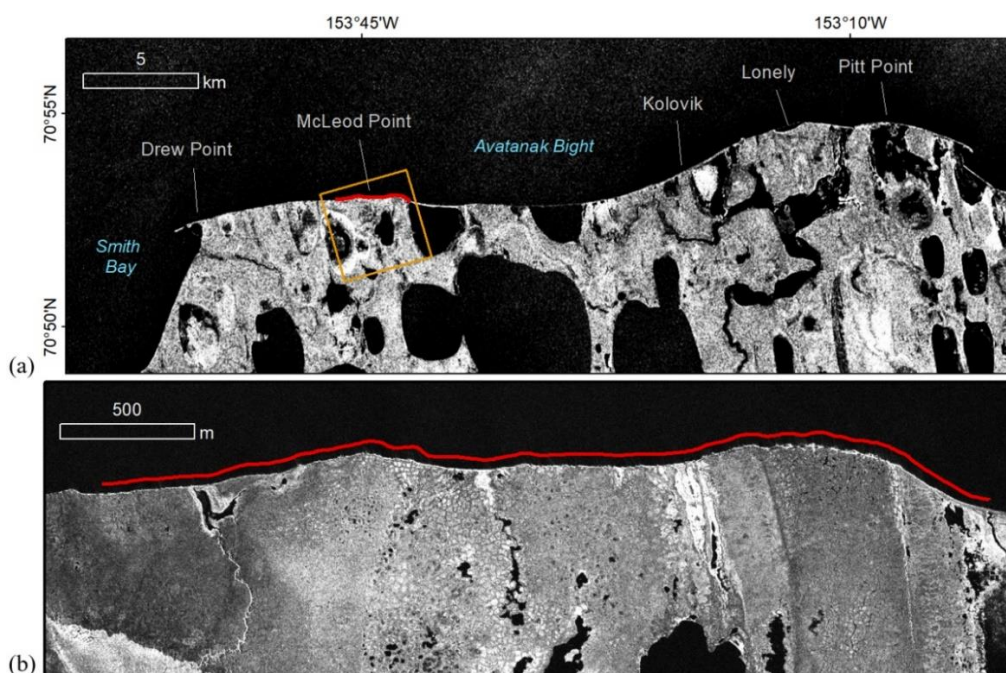 153°45'W
153°10'W
5
km
70°55'N
Drew Point
McLeod Point
Avatanak Bight
Kolovik
Lonely
Pitt Point
Smith
Bay
70°50'N
(a)
500
m
(b)